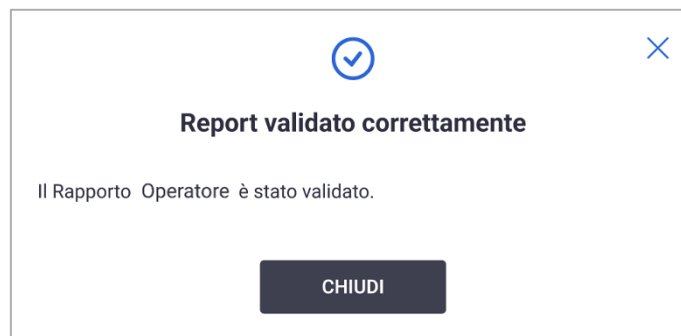 Report validato correttamente
Il Rapporto Operatore è stato validato.
CHIUDI